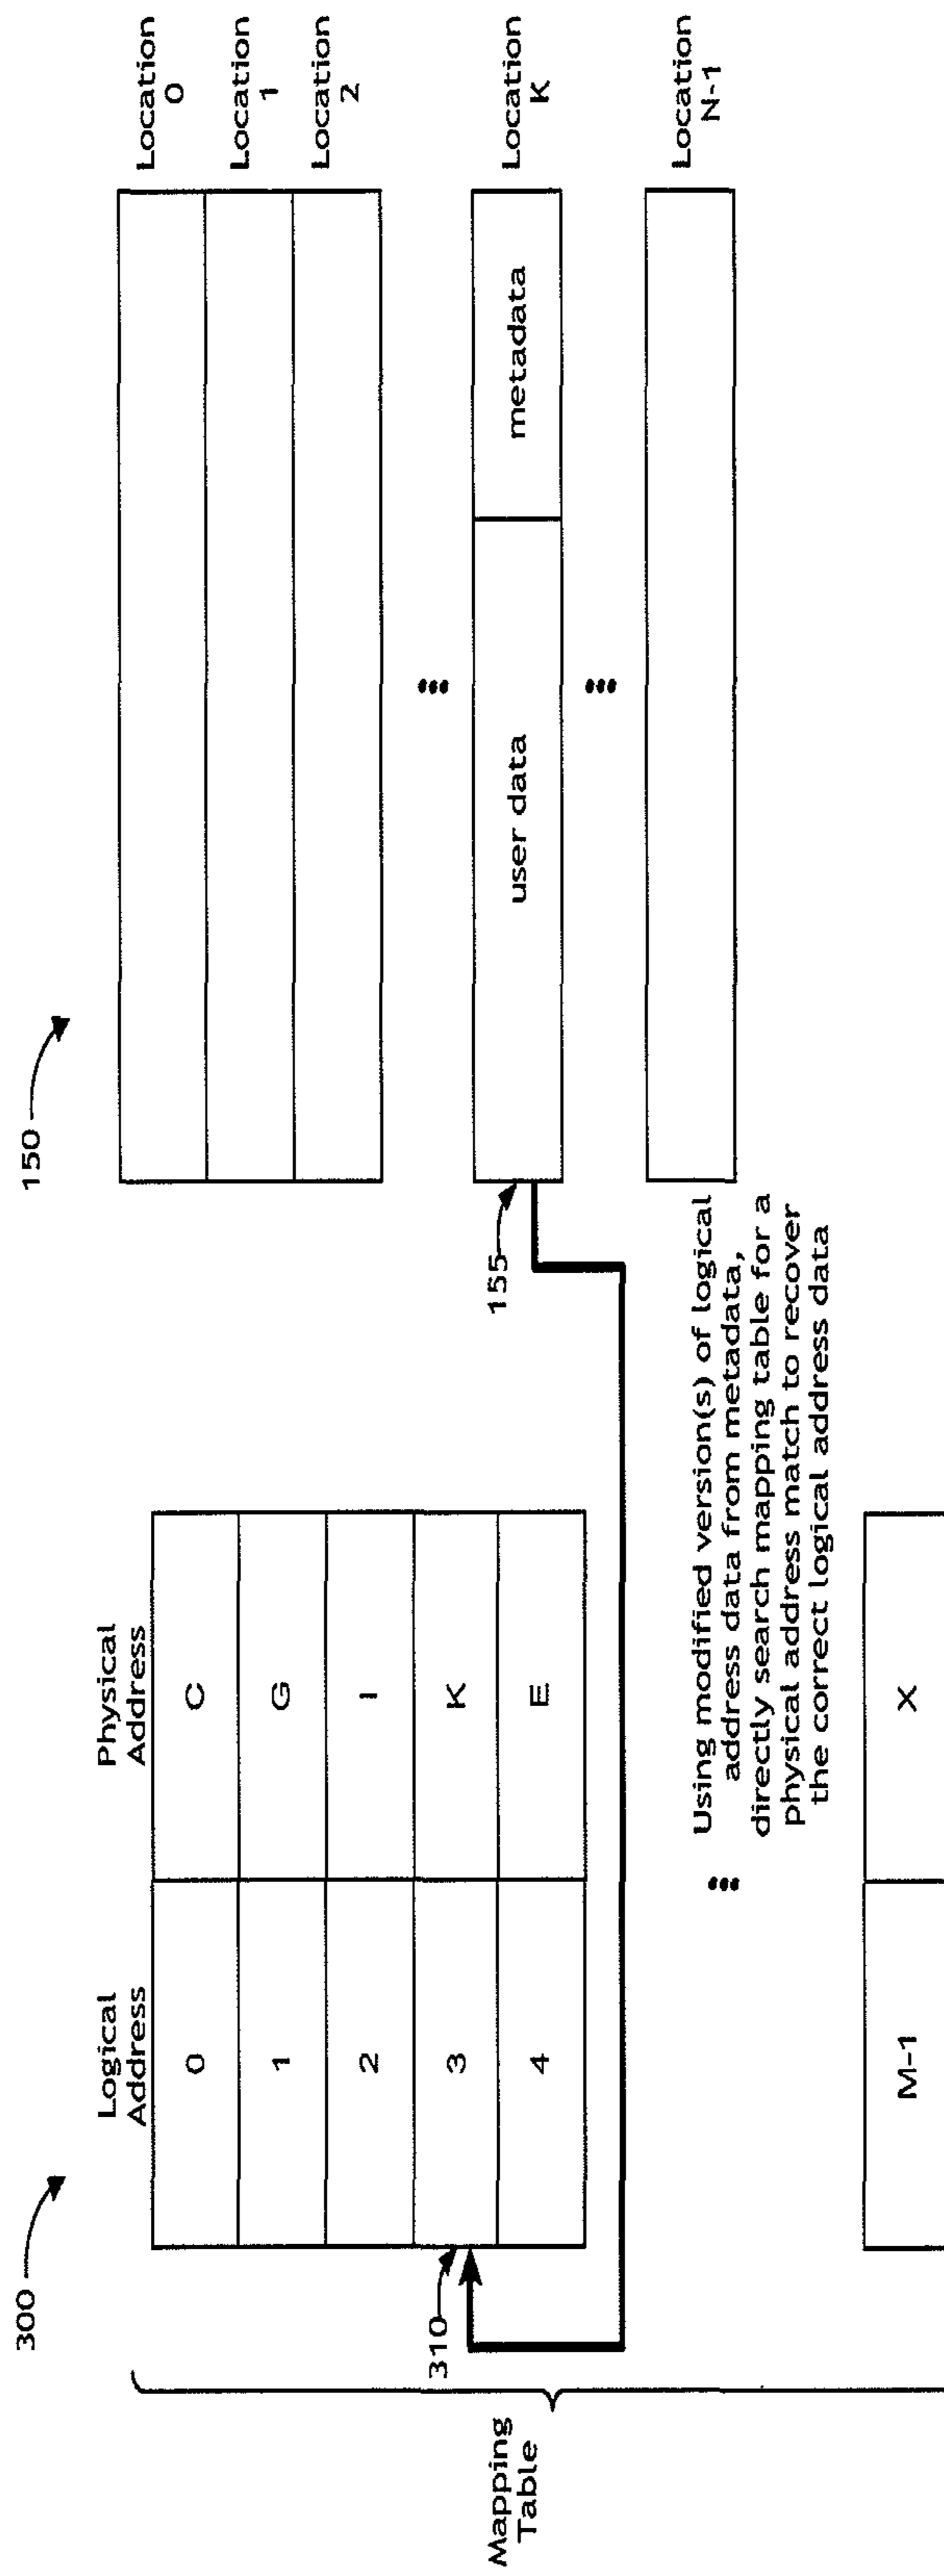 300
Mapping
Table
Logical
Address
Physical
Address
0
C
1
G
2
I
310
3
K
4
E
M-1
X
Using modified version(s) of logical
address data from metadata,
directly search mapping table for a
physical address match to recover
the correct logical address data
150
155
Location
0
Location
1
Location
2
user data
metadata
Location
K
Location
N-1